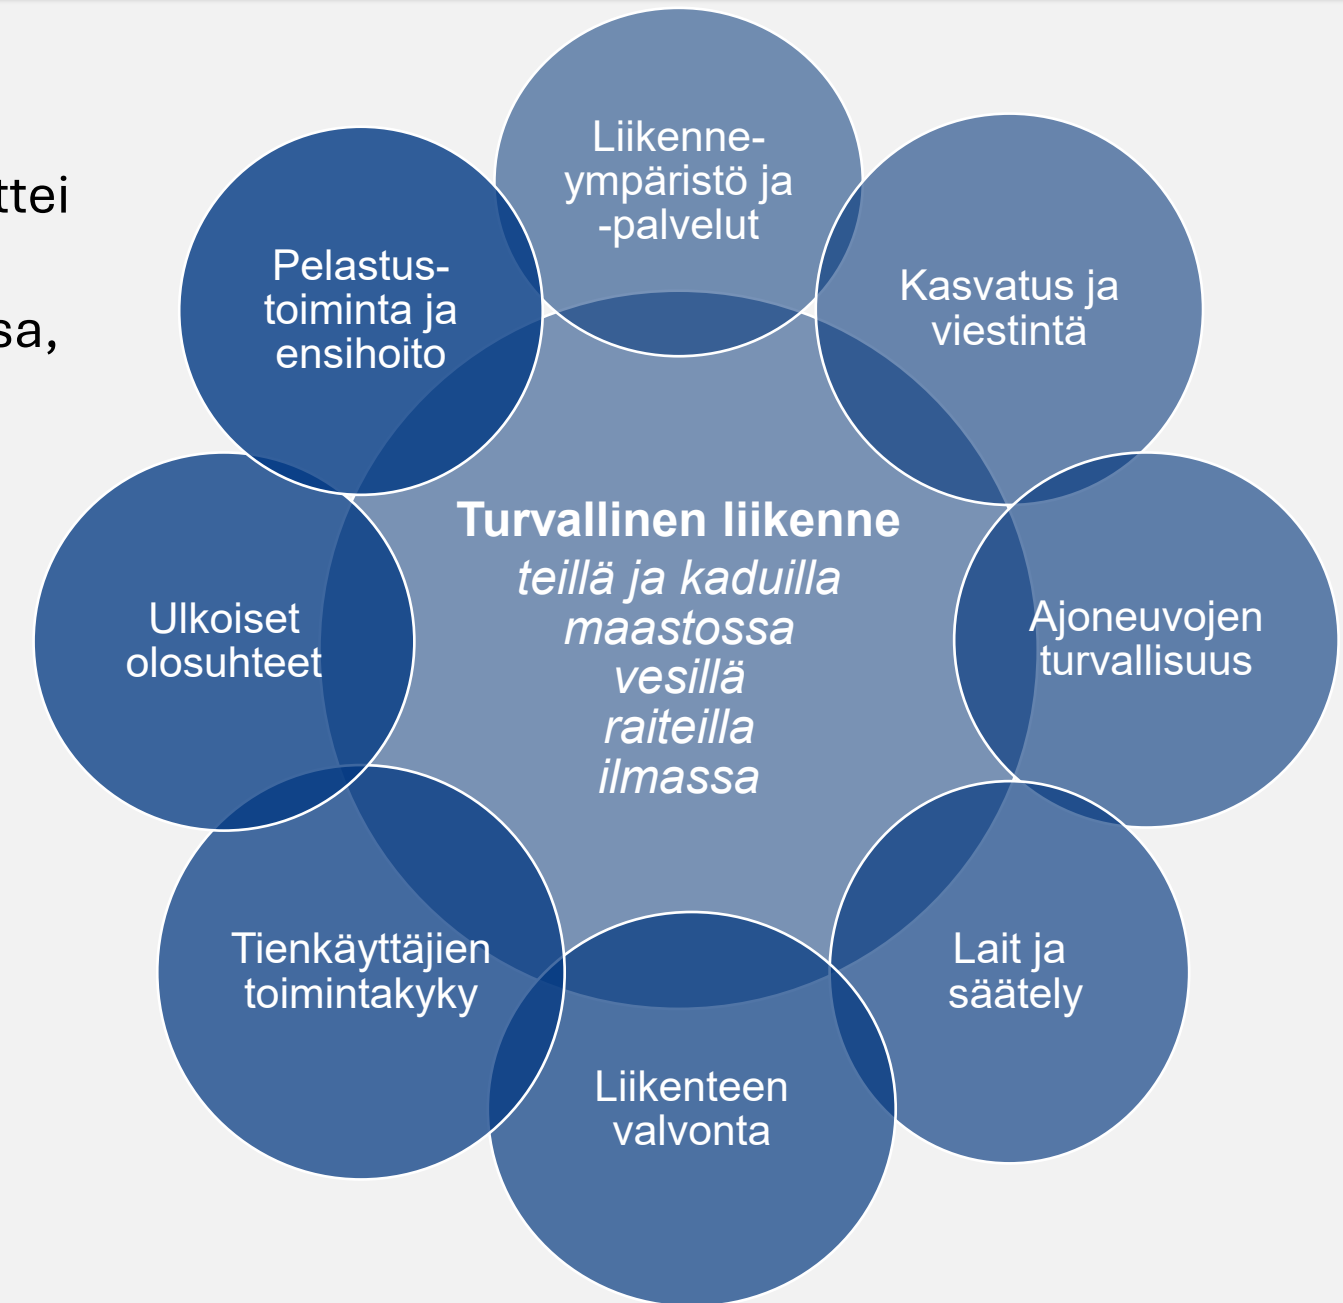 ttei
sa,
Liikenne-
ympäristö ja
-palvelut
Kasvatus ja
viestintä
Ajoneuvojen
turvallisuus
Lait ja
säätely
Liikenteen
valvonta
Tienkäyttäjien
toimintakyky
Ulkoiset
olosuhteet
Pelastus-
toiminta ja
ensihoito
Turvallinen liikenne
teillä ja kaduilla
maastossa
vesillä
raiteilla
ilmassa